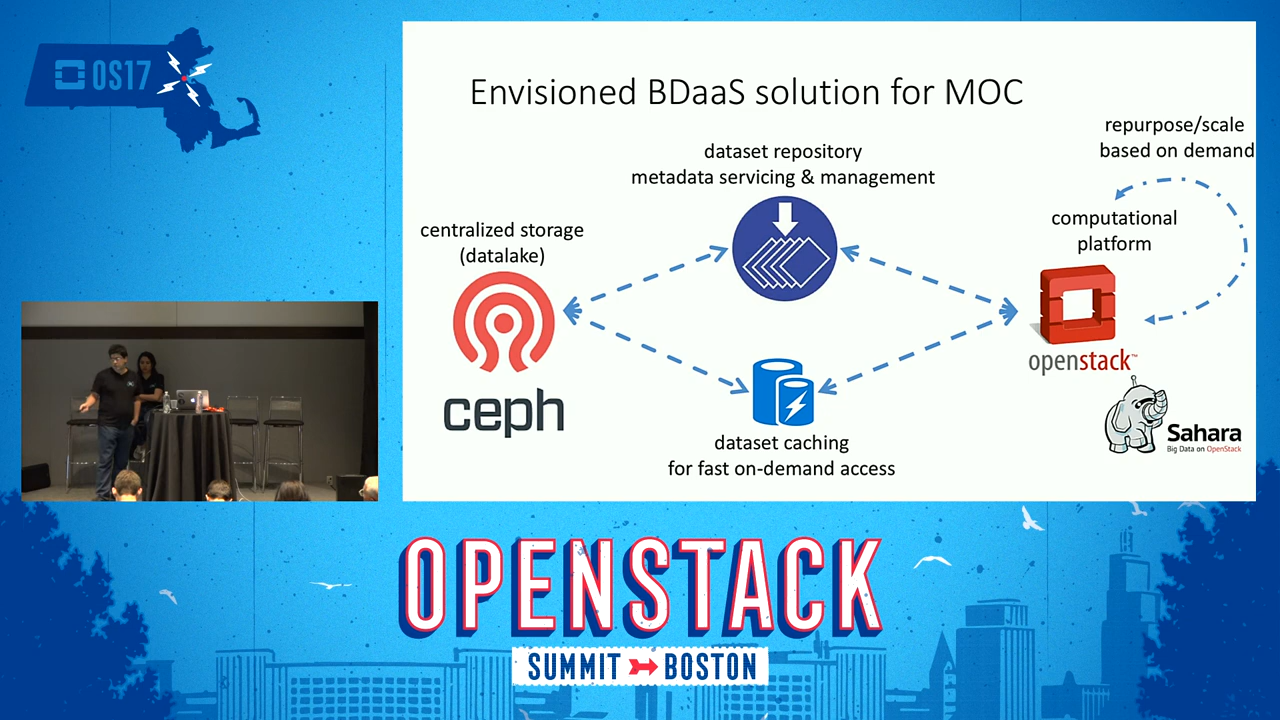 OS17
Envisioned BDaaS solution for MOC
repurpose/scale
based on demand
dataset repository
metadata servicing & management
computational
platform
centralized storage
(datalake)
openstack™
ceph
Sahara
Big Data on OpenStack
dataset caching
for fast on-demand access
OPENSTACK
SUMMIT BOSTON